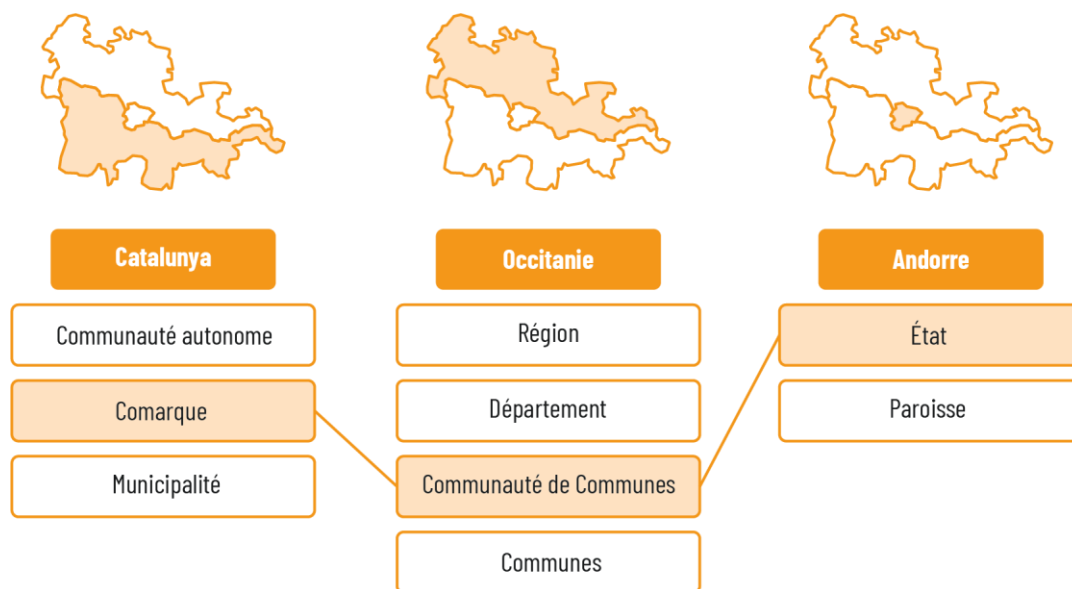 Catalunya
Communauté autonome
Comarque
Municipalité
Occitanie
Région
Département
Communauté de Communes
Communes
Andorre
État
Paroisse